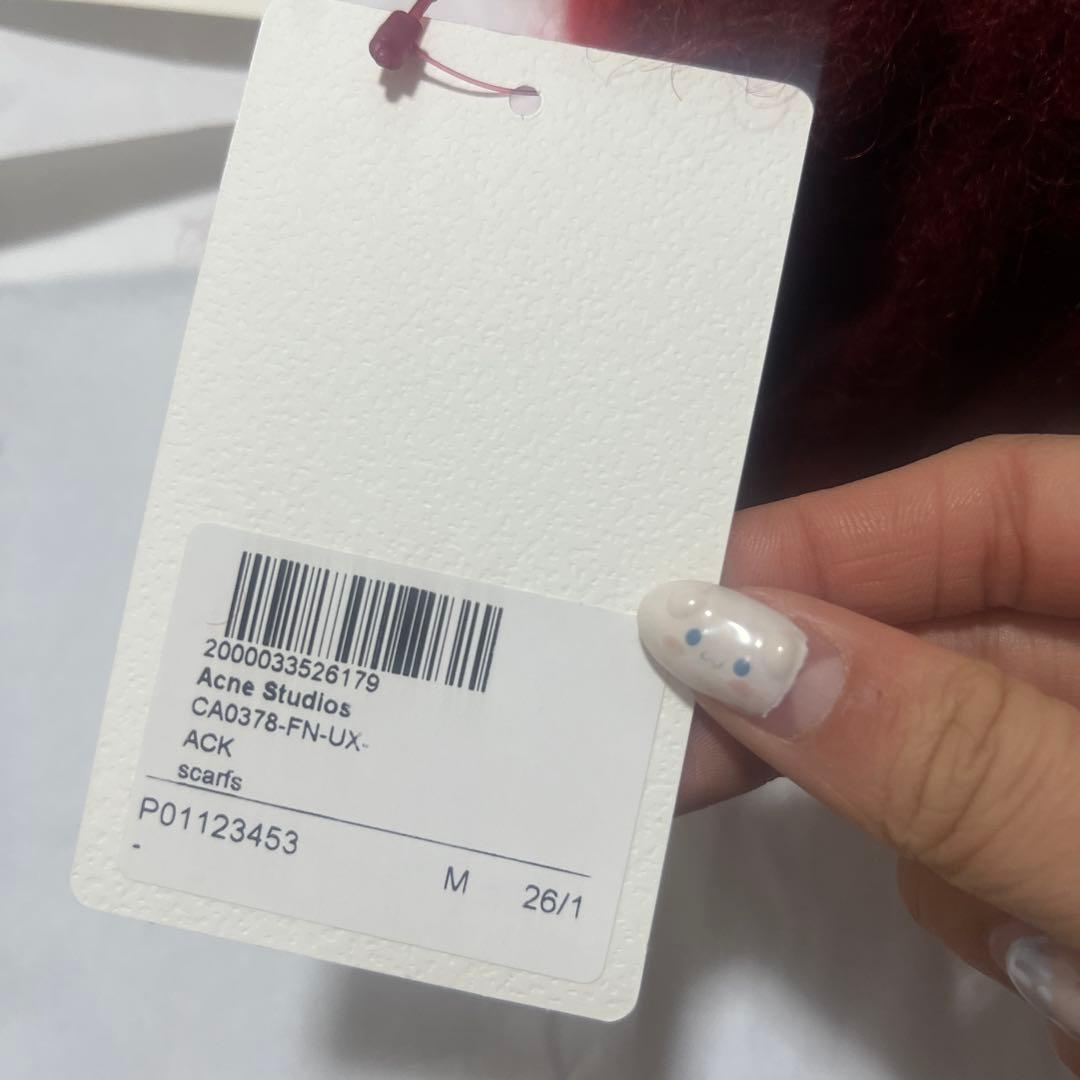 2000033526179
Acne Studios
CA0378-FN-UX-
ACK
scarfs
P01123453
-
M 26/1